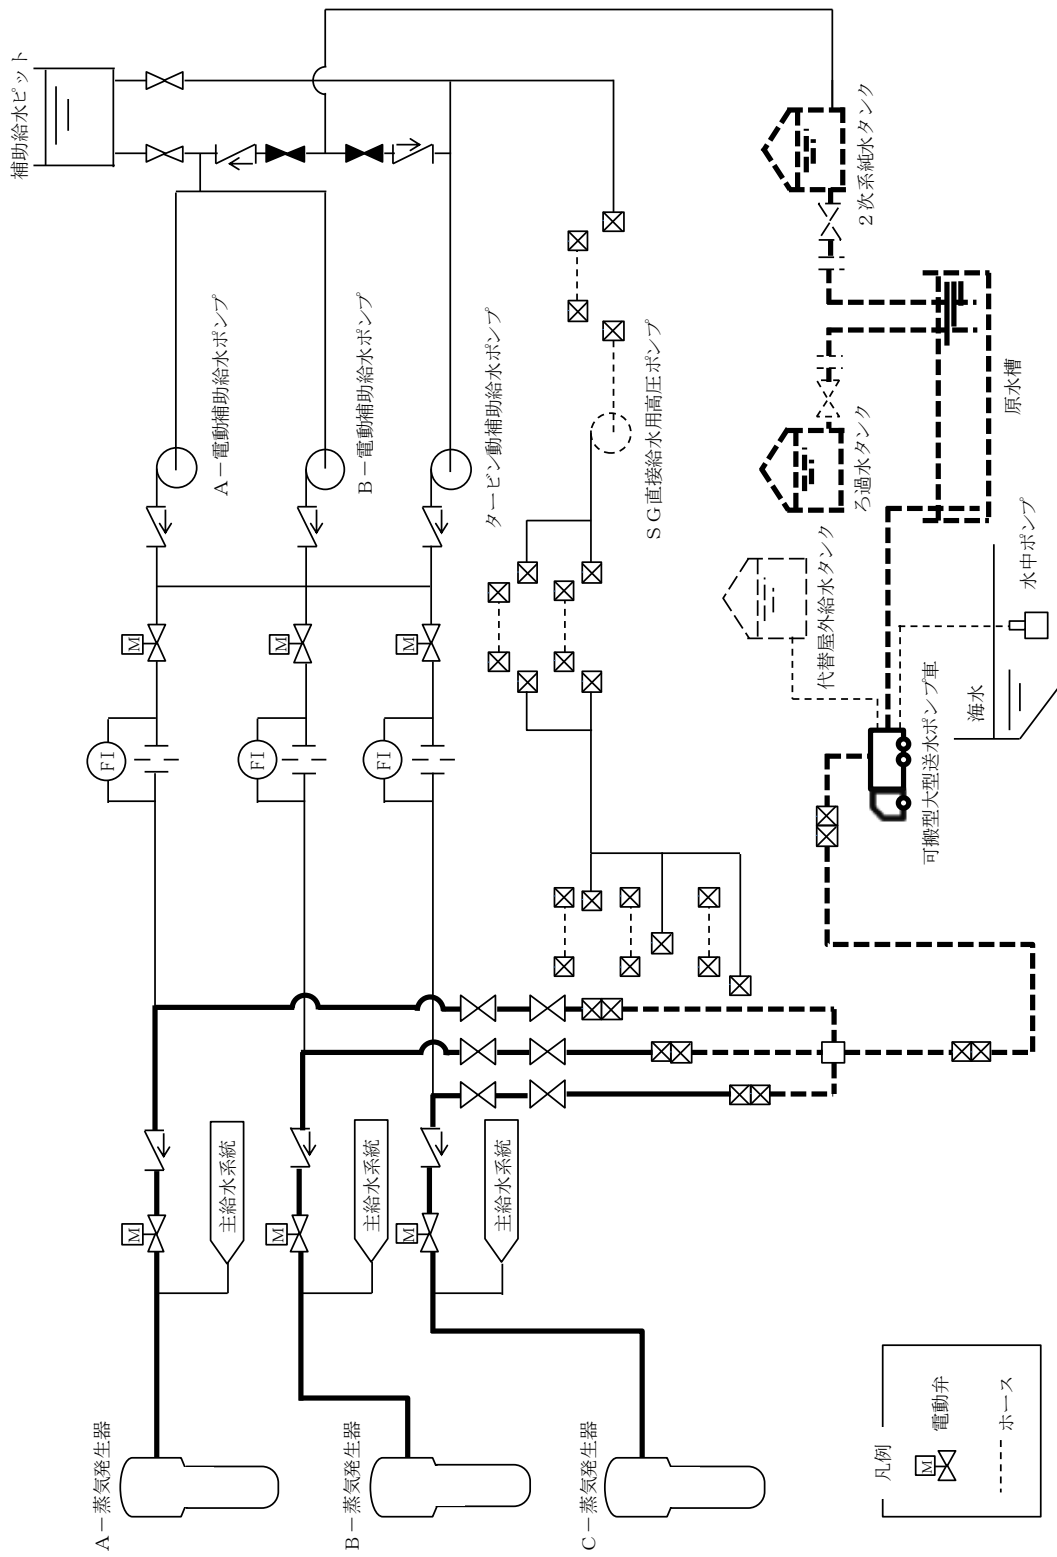 補助給水ピット
A－電動補助給水ポンプ
B－電動補助給水ポンプ
タービン動補助給水ポンプ
SG直接給水用高圧ポンプ
2次系純水タンク
ろ過水タンク
原水槽
代替屋外給水タンク
水中ポンプ
海水
可搬型大型送水ポンプ車
M
M
M
FI
FI
FI
M
M
M
主給水系統
主給水系統
主給水系統
A－蒸気発生器
B－蒸気発生器
C－蒸気発生器
凡例
M
電動弁
ホース